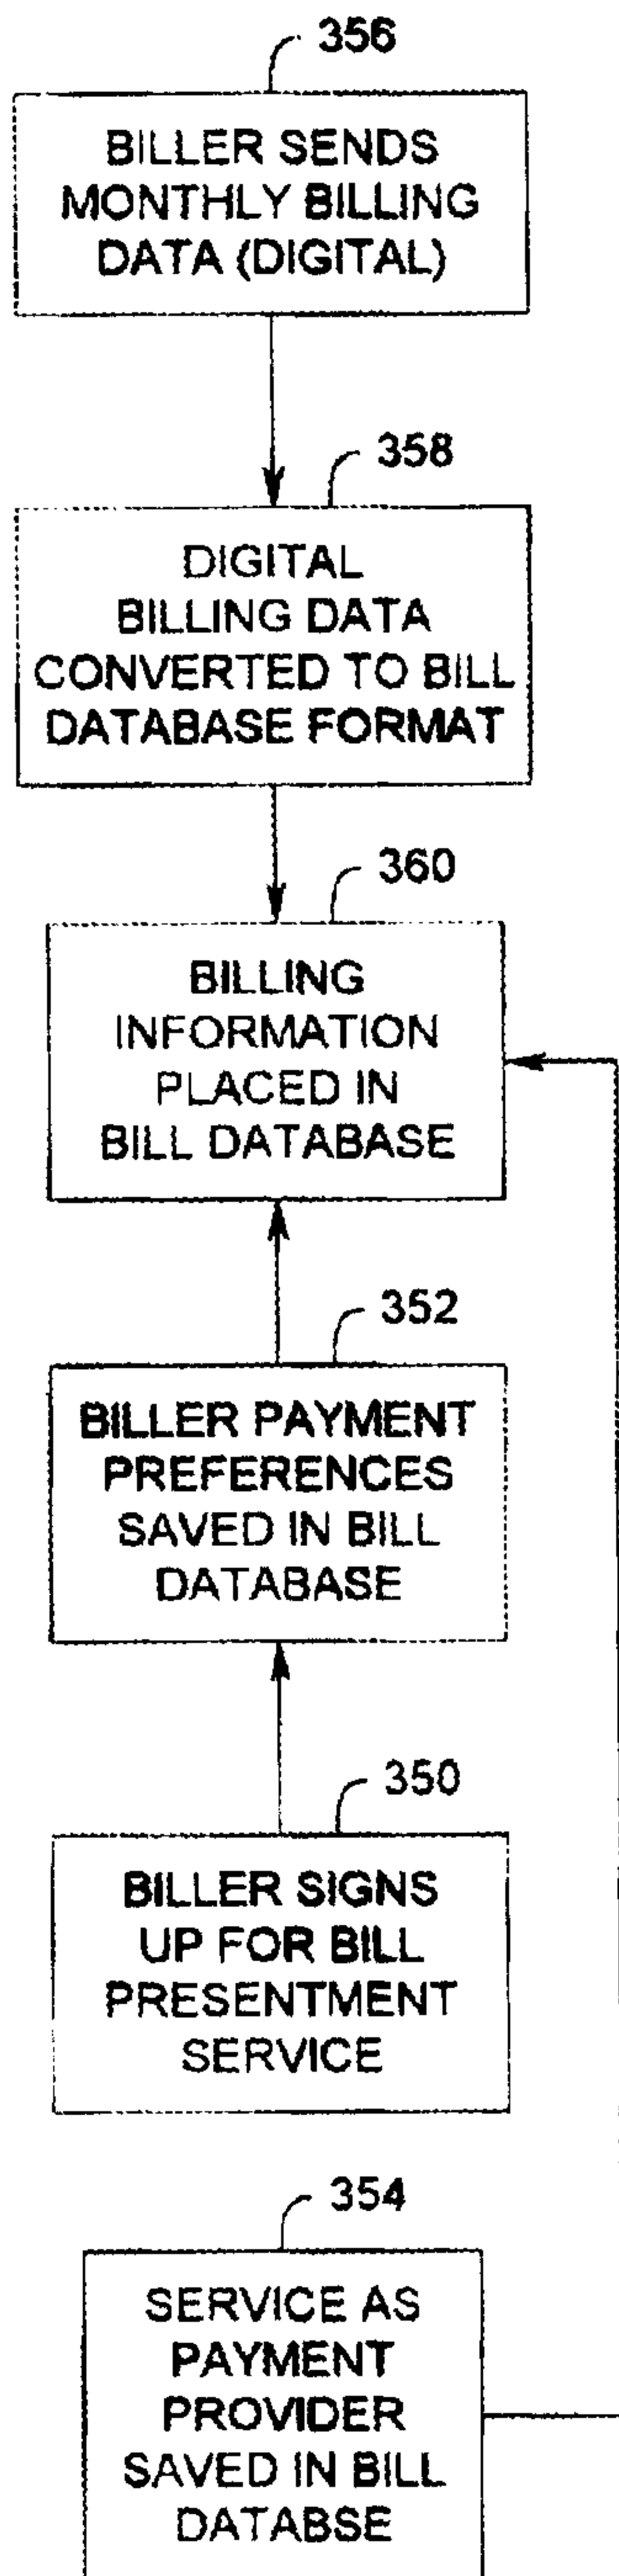 356
BILLER SENDS
MONTHLY BILLING
DATA (DIGITAL)
358
DIGITAL
BILLING DATA
CONVERTED TO BILL
DATABASE FORMAT
360
BILLING
INFORMATION
PLACED IN
BILL DATABASE
352
BILLER PAYMENT
PREFERENCES
SAVED IN BILL
DATABASE
350
BILLER SIGNS
UP FOR BILL
PRESENTMENT
SERVICE
354
SERVICE AS
PAYMENT
PROVIDER
SAVED IN BILL
DATABSE